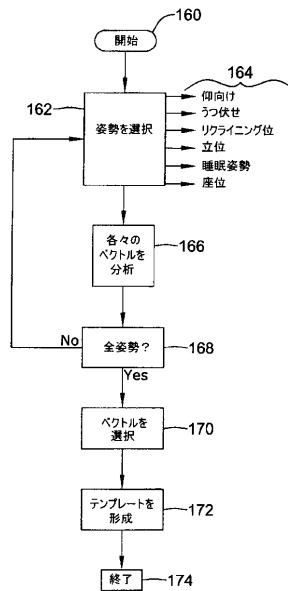 開始
160
162
姿勢を選択
164
仰向け
うつ伏せ
リクライニング位
立位
睡眠姿勢
座位
各々の
ベクトルを
分析
166
全姿勢？
168
No
Yes
ベクトルを
選択
170
テンプレートを
形成
172
終了
174